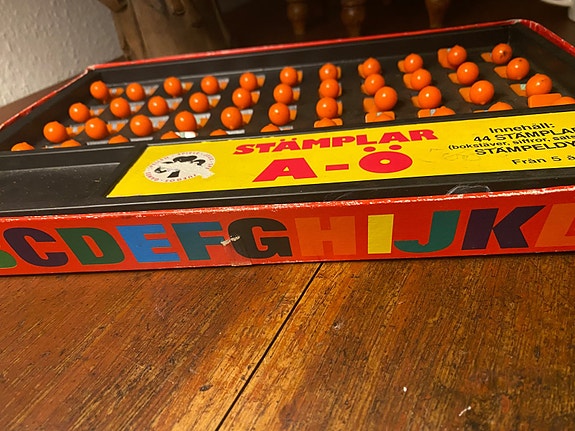 STÄMPLAR
A-Ö
Innehåll:
44 STÄMPLA
(bokstäver, siffror,
STÄMPELDY
Från 5 å
CDEFGHIJK